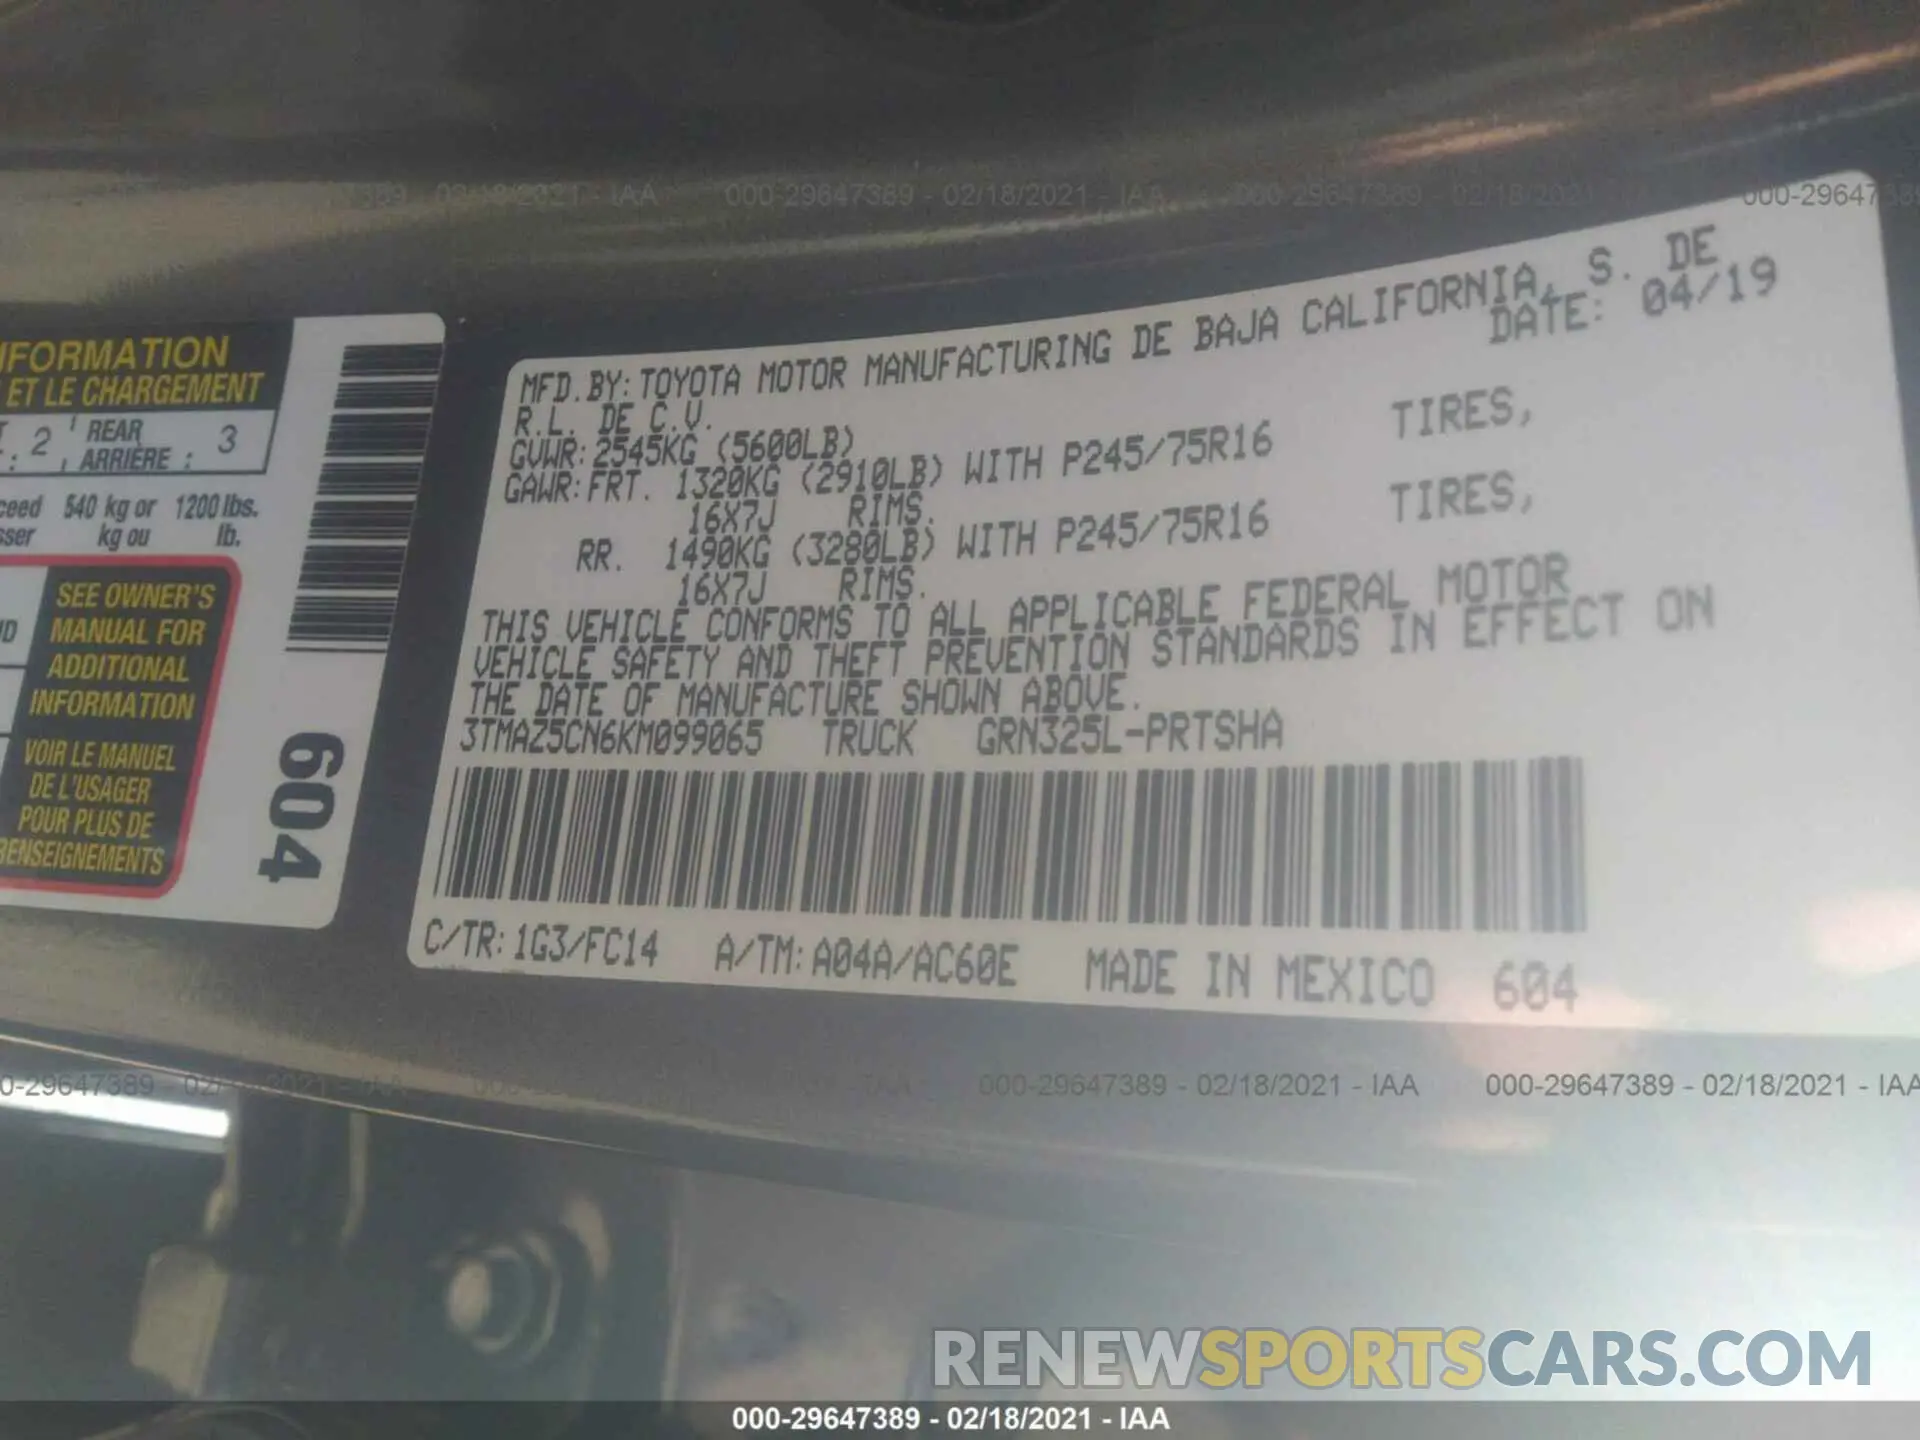 000-29647389 - 02/18/2021 - IAA
000-29647389 - 02/18/2021 - IAA
MFD.BY: TOYOTA MOTOR MANUFACTURING DE BAJA CALIFORNIA, S. DE
R.L. DE C.V. DATE: 04/19
GVWR: 2545KG (5600LB)
GAWR: FRT. 1320KG (2910LB) WITH P245/75R16 TIRES,
16X7J RIMS.
RR. 1490KG (3280LB) WITH P245/75R16 TIRES,
16X7J RIMS.
THIS VEHICLE CONFORMS TO ALL APPLICABLE FEDERAL MOTOR
VEHICLE SAFETY AND THEFT PREVENTION STANDARDS IN EFFECT ON
THE DATE OF MANUFACTURE SHOWN ABOVE.
3TMAZ5CN6KM099065 TRUCK GRN325L-PRTSHA
C/TR: 1G3/FC14 A/TM: A04A/AC60E MADE IN MEXICO 604
ET LE CHARGEMENT
2 REAR 3
ARRIÈRE :
540 kg or 1200 lbs.
kg ou lb.
SEE OWNER'S
MANUAL FOR
ADDITIONAL
INFORMATION
VOIR LE MANUEL
DE L'USAGER
POUR PLUS DE
RENSEIGNEMENTS
604
000-29647389 - 02/18/2021 - IAA
000-29647389 - 02/18/2021 - IAA
RENEWSPORTSCARS.COM
000-29647389 - 02/18/2021 - IAA